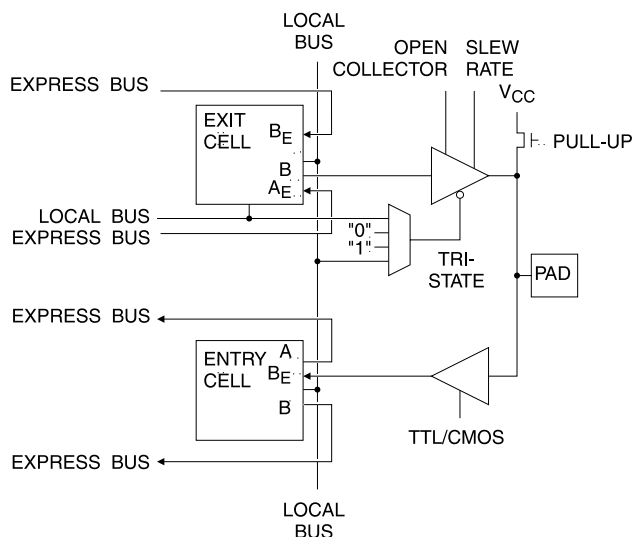 LOCAL
BUS
OPEN
COLLECTOR
SLEW
RATE
EXPRESS BUS
VCC
EXIT
CELL
BE
PULL-UP
B
AE
LOCAL BUS
"0"
EXPRESS BUS
"1"
TRI-
STATE
PAD
EXPRESS BUS
ENTRY
CELL
A
BE
B
TTL/CMOS
EXPRESS BUS
LOCAL
BUS